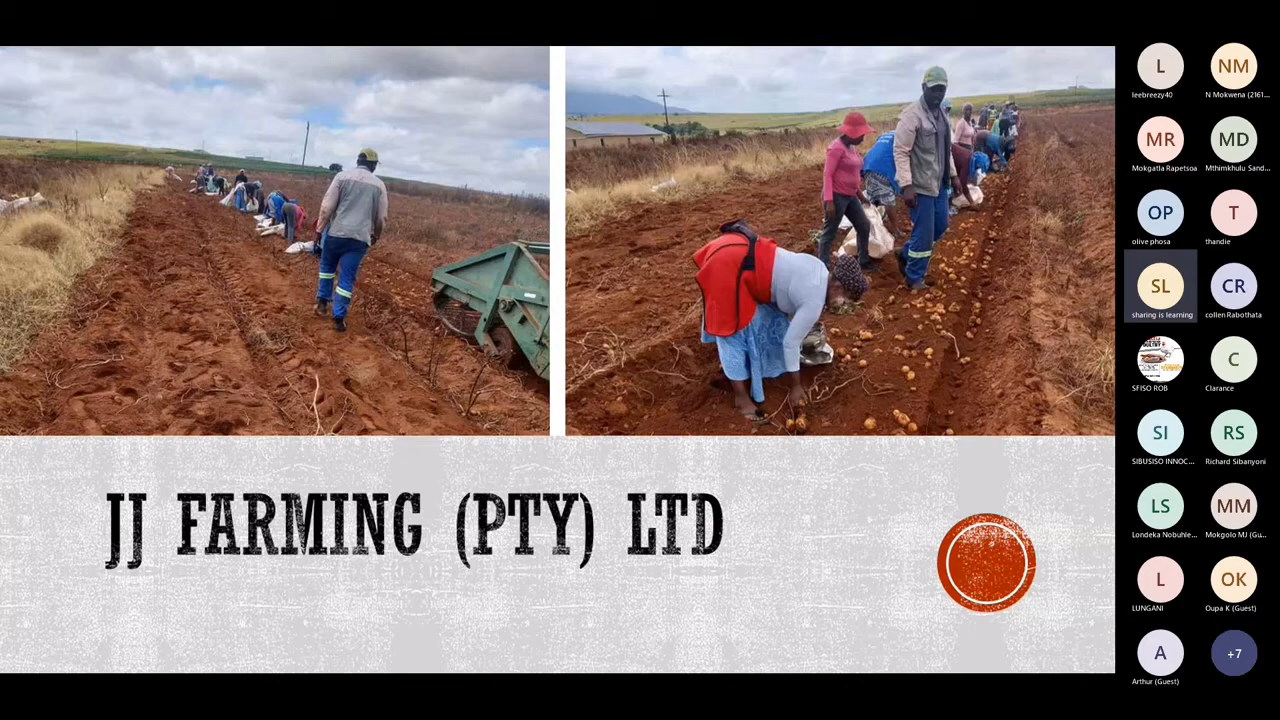 JJ FARMING (PTY) LTD
L
leebreezy40
NM
N Mokwena (2161...
MR
Mokgatla Rapetsoa
MD
Mthimkhulu Sand...
OP
olive phosa
T
thandie
SL
sharing is learning
CR
collen Rabothata
SFISO ROB
C
Clarance
SI
SIBUSISO INNOC...
RS
Richard Sibanyoni
LS
Londeka Nobuhle...
MM
Mokgolo MJ (Gu...
L
LUNGANI
OK
Oupa K (Guest)
A
Arthur (Guest)
+7